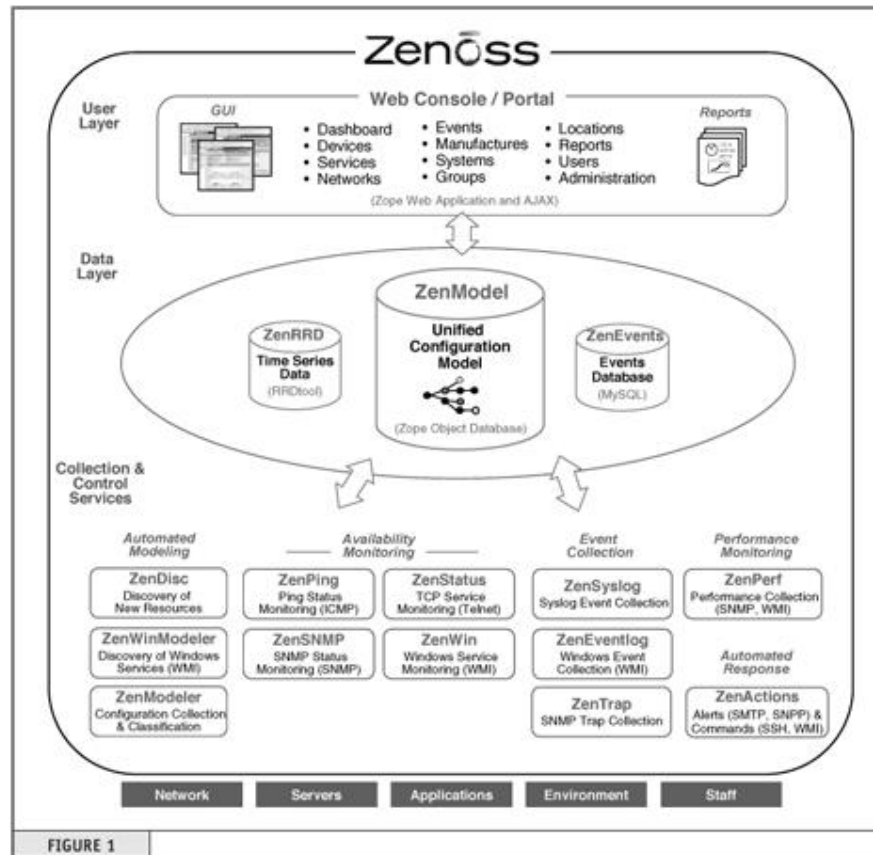 Zenōss
User
Layer
Web Console / Portal
GUI
• Dashboard
• Devices
• Services
• Networks
• Events
• Manufactures
• Systems
• Groups
• Locations
• Reports
• Users
• Administration
Reports
(Zope Web Application and AJAX)
Data
Layer
ZenModel
Unified
Configuration
Model
(Zope Object Database)
ZenRRD
Time Series
Data
(RRDtool)
ZenEvents
Events
Database
(MySQL)
Collection &
Control
Services
Automated
Modeling
Availability
Monitoring
Event
Collection
Performance
Monitoring
ZenDisc
Discovery of
New Resources
ZenPing
Ping Status
Monitoring (ICMP)
ZenStatus
TCP Service
Monitoring (Telnet)
ZenSyslog
Syslog Event Collection
ZenPerf
Performance Collection
(SNMP, WMI)
ZenWinModeler
Discovery of Windows
Services (WMI)
ZenSNMP
SNMP Status
Monitoring (SNMP)
ZenWin
Windows Service
Monitoring (WMI)
ZenEventlog
Windows Event
Collection (WMI)
Automated
Response
ZenModeler
Configuration Collection
& Classification
ZenTrap
SNMP Trap Collection
ZenActions
Alerts (SMTP, SNPP) &
Commands (SSH, WMI)
Network
Servers
Applications
Environment
Staff
FIGURE 1